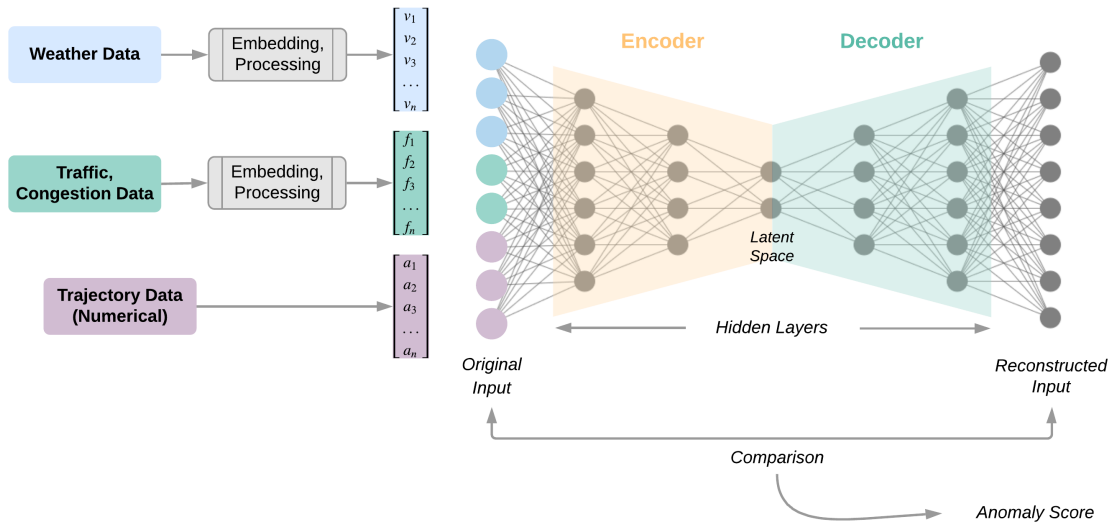 Weather Data
Embedding,
Processing
v1
v2
v3
...
vn
Traffic,
Congestion Data
Embedding,
Processing
f1
f2
f3
...
fn
Trajectory Data
(Numerical)
a1
a2
a3
...
an
Encoder
Decoder
Latent
Space
Hidden Layers
Original
Input
Reconstructed
Input
Comparison
Anomaly Score